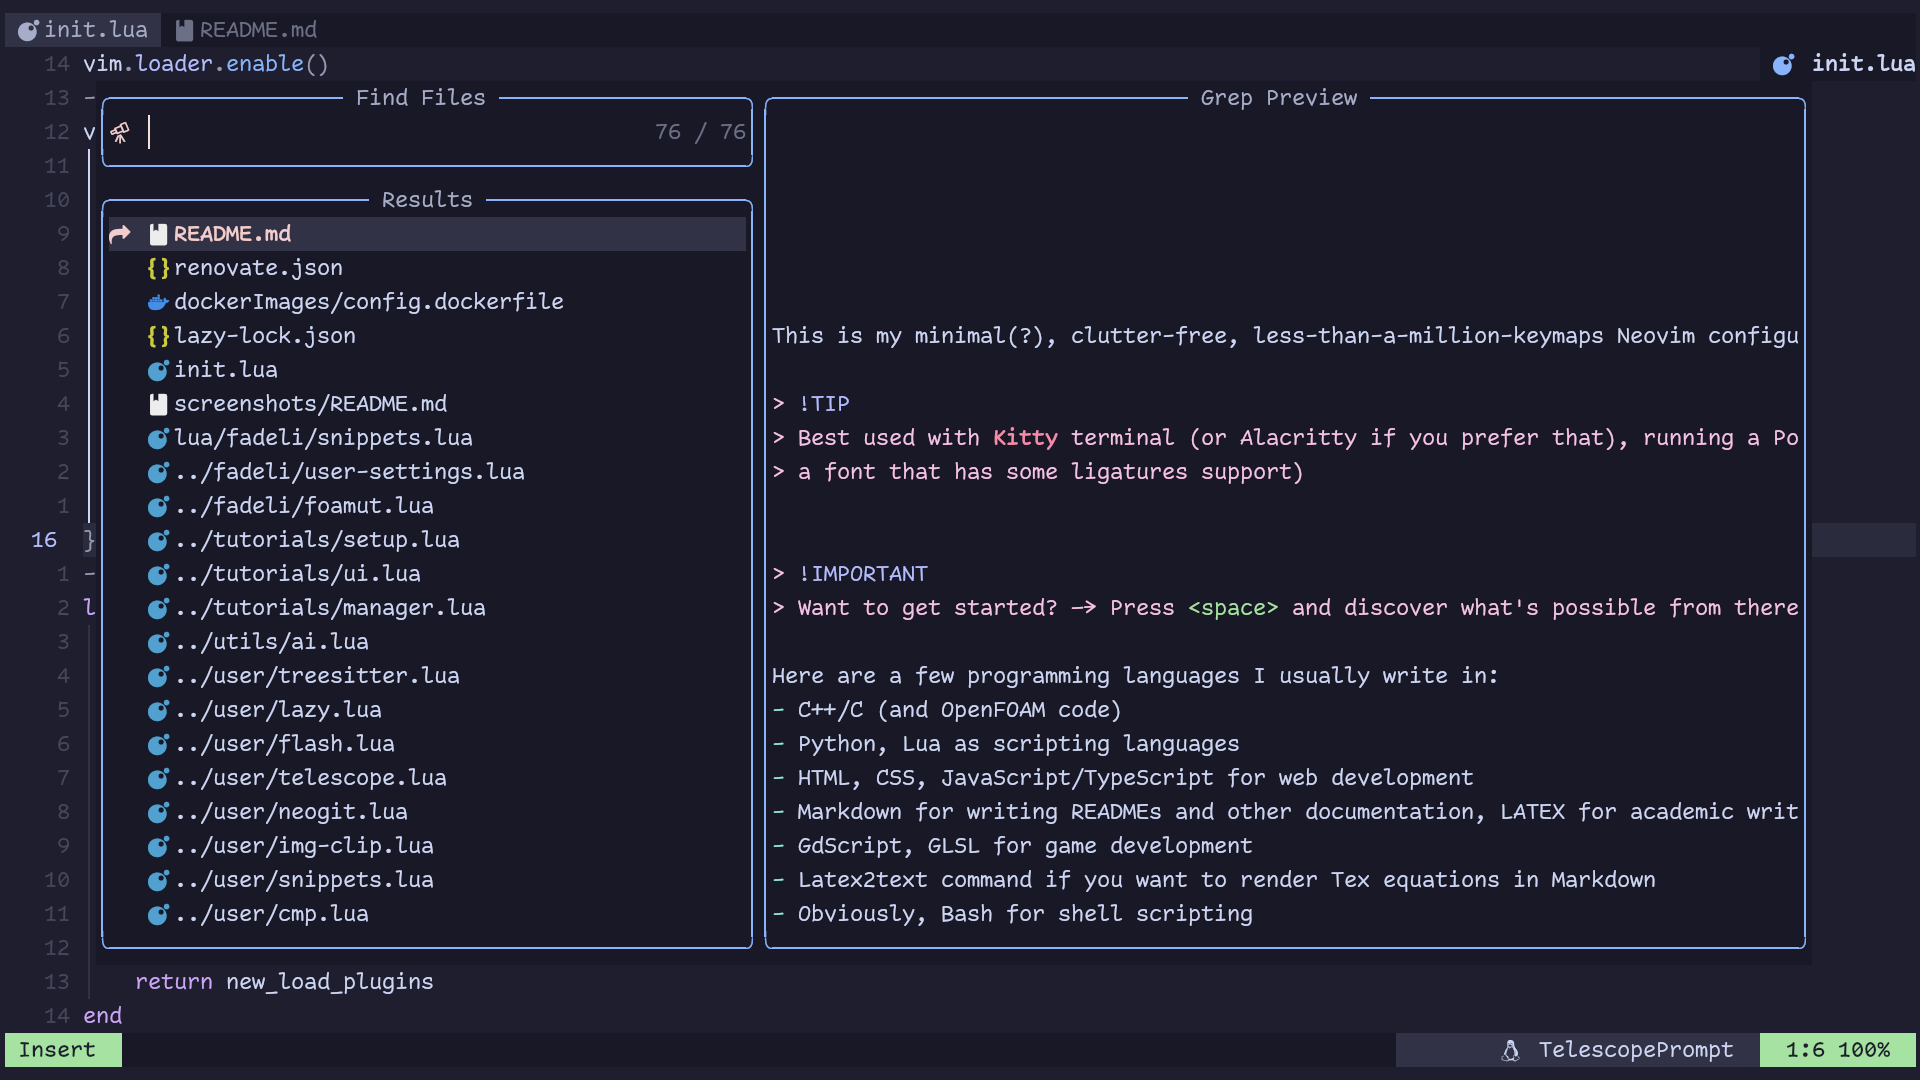 init.lua README.md
14 vim.loader.enable() init.lua
13 -
12 v
11
10
9
8
7
6
5
4
3
2
1
16 }
1 -
2 l
3
4
5
6
7
8
9
10
11
12
13 return new_load_plugins
14 end
Find Files
76 / 76
Results
README.md
{}renovate.json
dockerImages/config.dockerfile
{}lazy-lock.json
init.lua
screenshots/README.md
lua/fadeli/snippets.lua
../fadeli/user-settings.lua
../fadeli/foamut.lua
../tutorials/setup.lua
../tutorials/ui.lua
../tutorials/manager.lua
../utils/ai.lua
../user/treesitter.lua
../user/lazy.lua
../user/flash.lua
../user/telescope.lua
../user/neogit.lua
../user/img-clip.lua
../user/snippets.lua
../user/cmp.lua
Grep Preview
This is my minimal(?), clutter-free, less-than-a-million-keymaps Neovim configu
> !TIP
> Best used with Kitty terminal (or Alacritty if you prefer that), running a Po
> a font that has some ligatures support)
> !IMPORTANT
> Want to get started? —> Press <space> and discover what's possible from there
Here are a few programming languages I usually write in:
- C++/C (and OpenFOAM code)
- Python, Lua as scripting languages
- HTML, CSS, JavaScript/TypeScript for web development
- Markdown for writing READMEs and other documentation, LATEX for academic writ
- GdScript, GLSL for game development
- Latex2text command if you want to render Tex equations in Markdown
- Obviously, Bash for shell scripting
Insert TelescopePrompt 1:6 100%